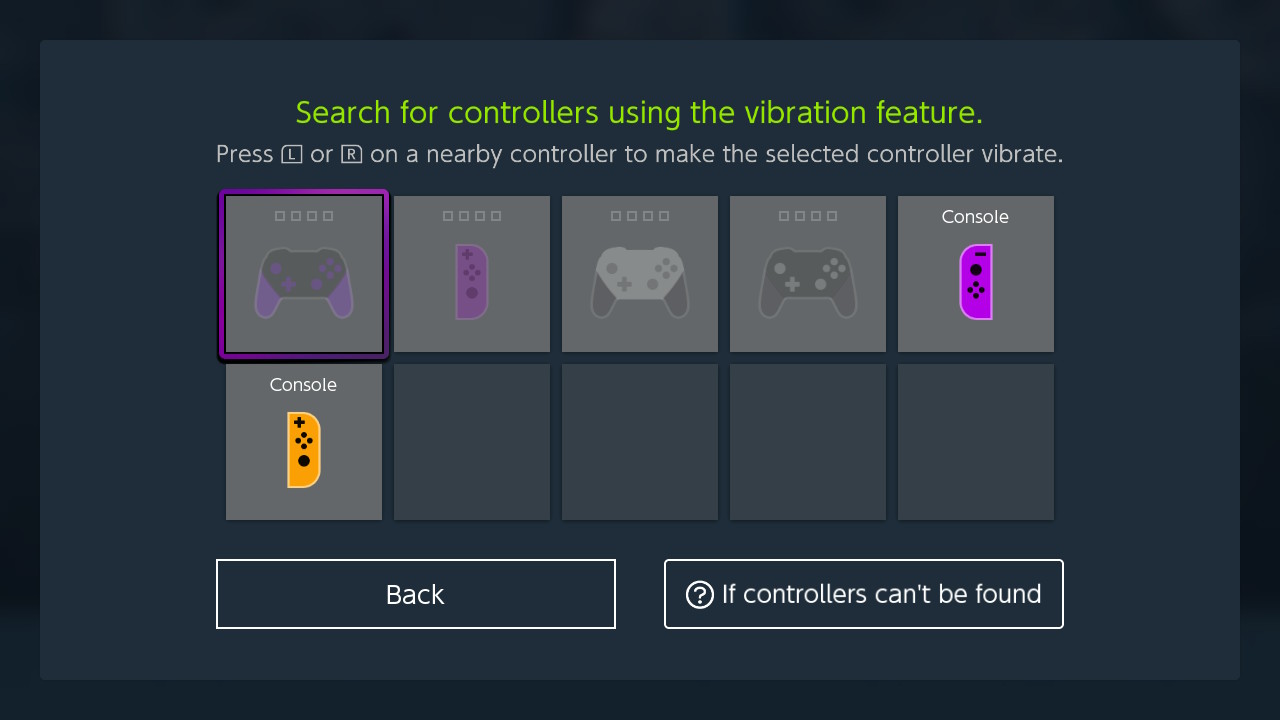 Search for controllers using the vibration feature.
Press L or R on a nearby controller to make the selected controller vibrate.
Console
Console
Back
? If controllers can't be found